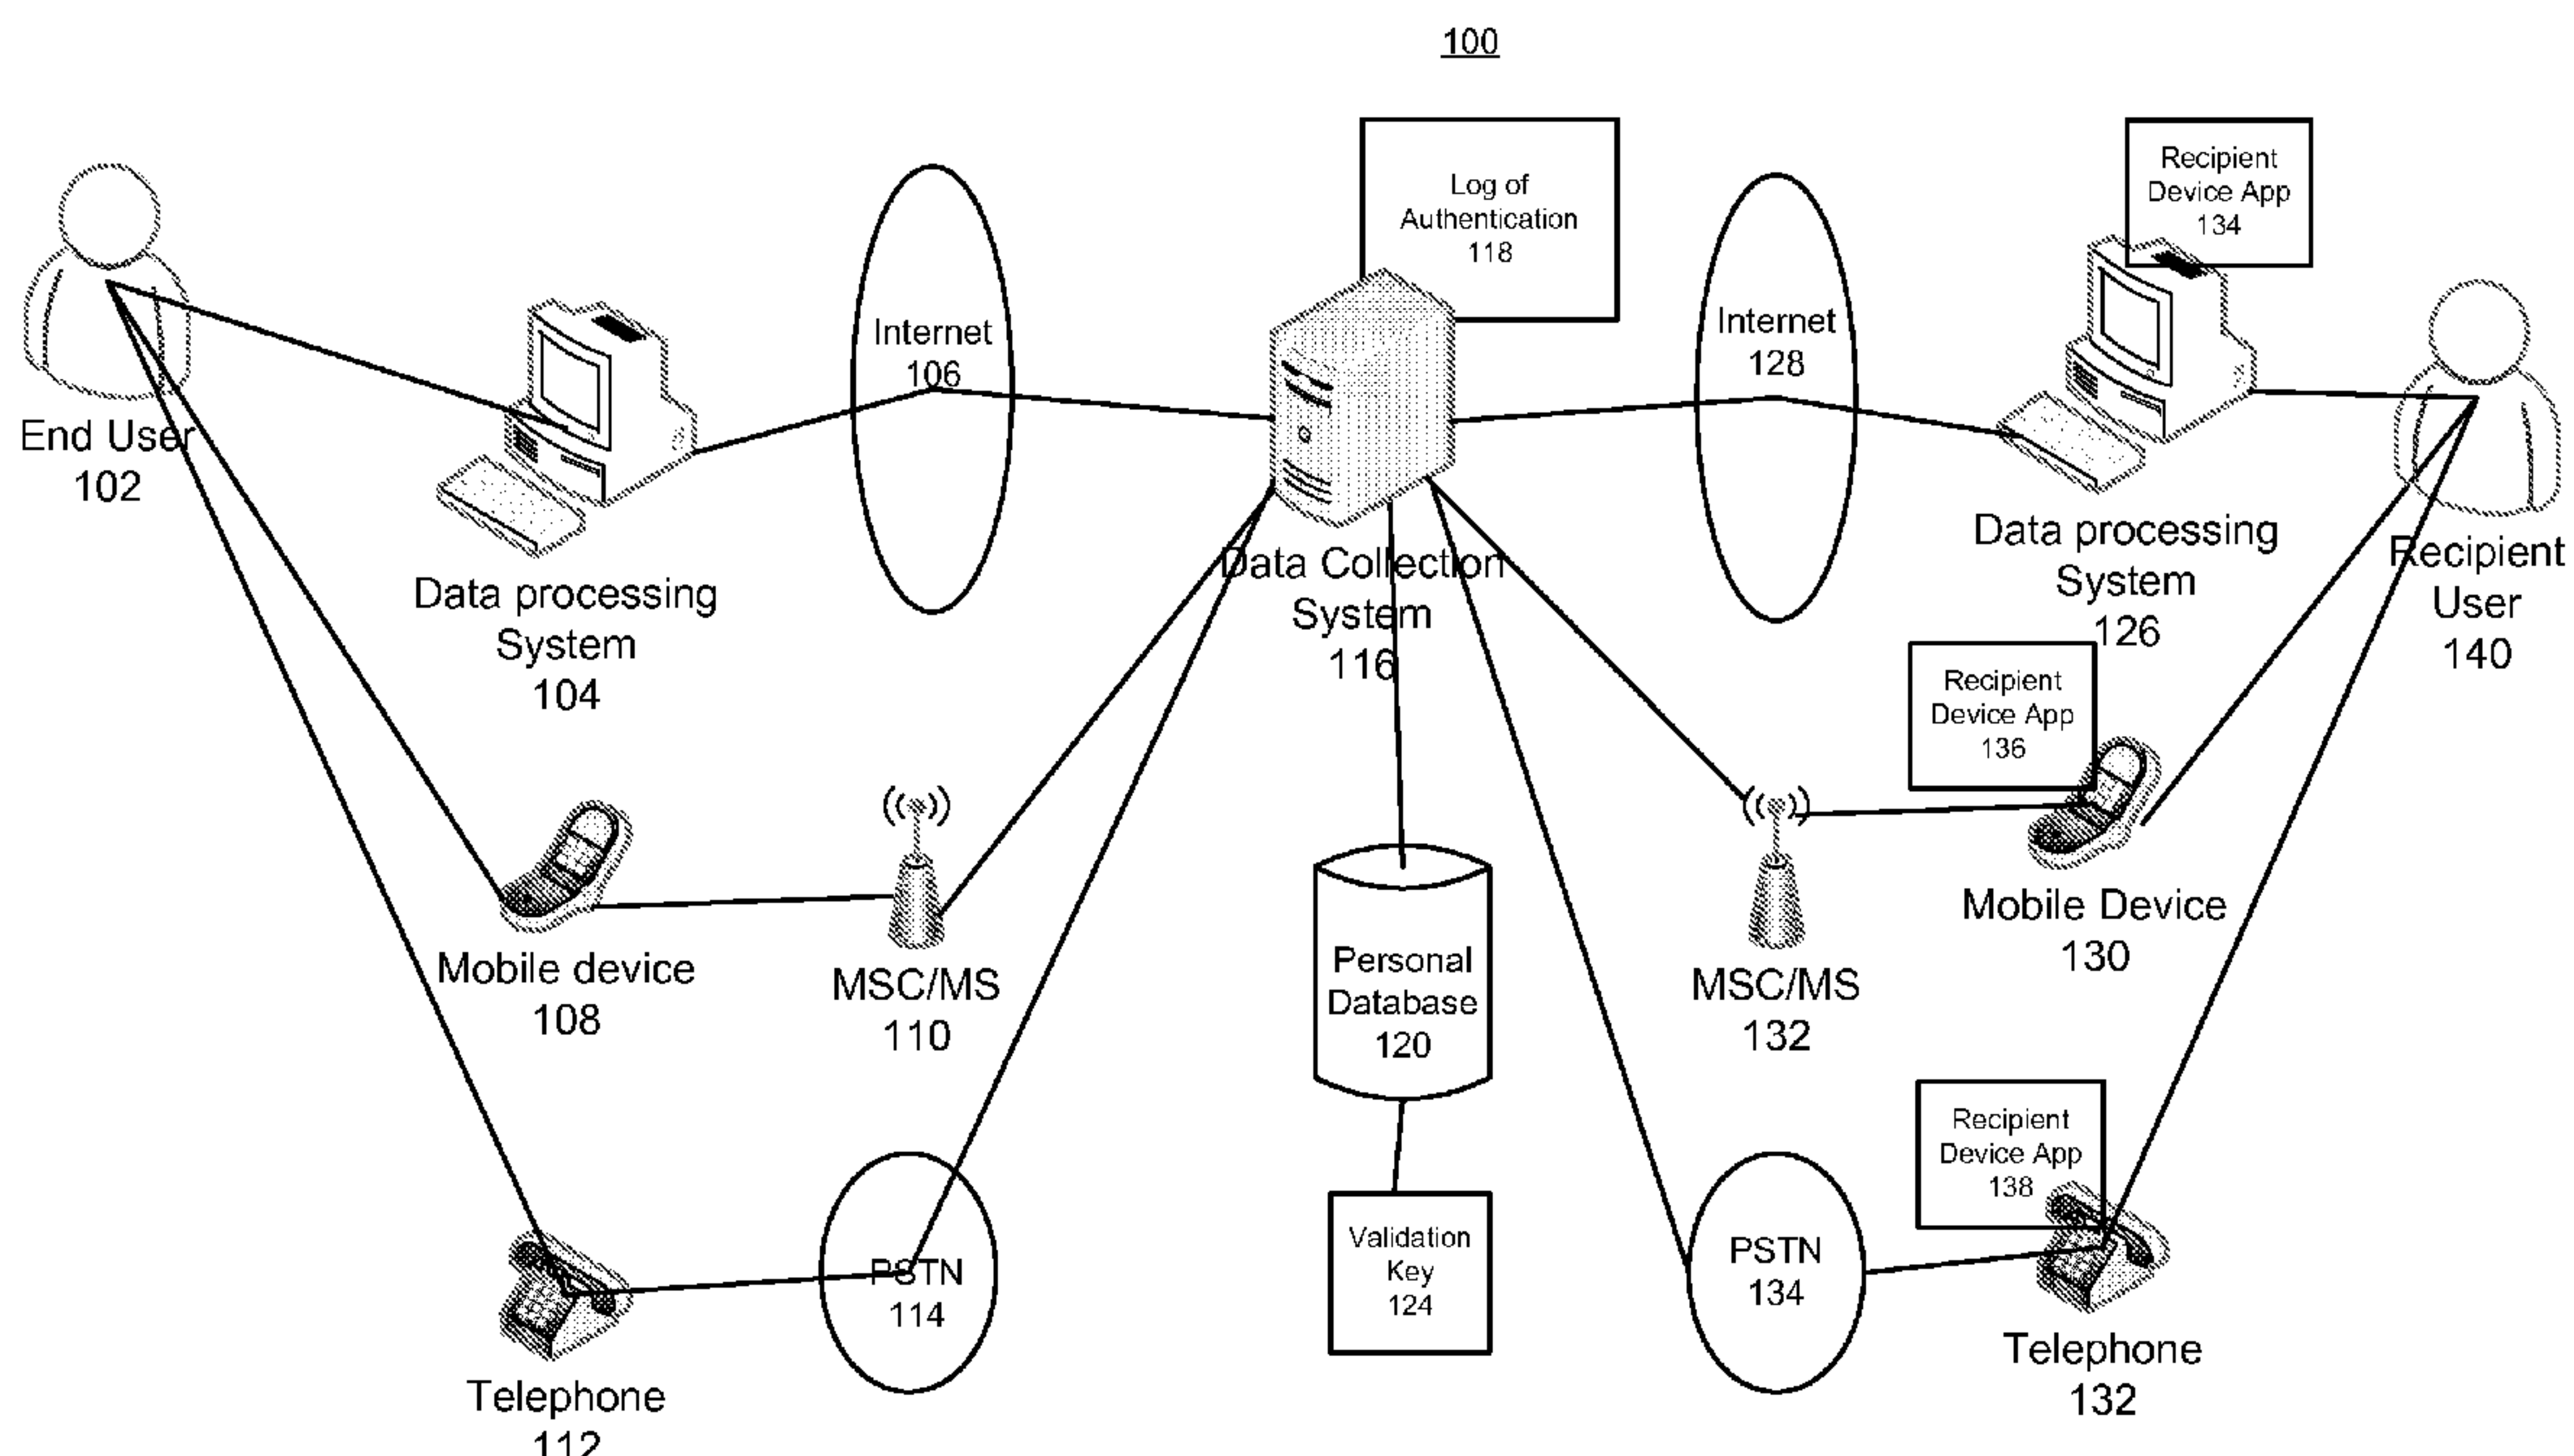 100
Log of
Authentication
118
Recipient
Device App
134
Internet
106
Internet
128
End User
102
Data processing
System
104
Data Collection
System
116
Data processing
System
126
Recipient
User
140
Recipient
Device App
136
Mobile device
108
MSC/MS
110
Personal
Database
120
MSC/MS
132
Mobile Device
130
Recipient
Device App
138
PSTN
114
Validation
Key
124
PSTN
134
Telephone
112
Telephone
132